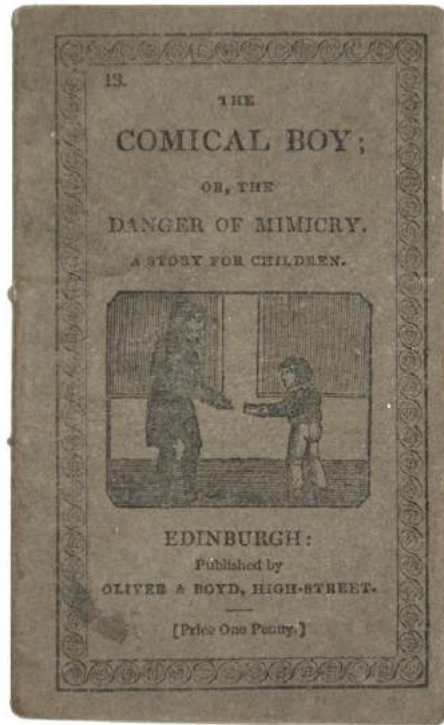 13.
THE
COMICAL BOY;
OR, THE
DANGER OF MIMICRY.
A STORY FOR CHILDREN.
EDINBURGH:
Published by
OLIVER & BOYD, HIGH-STREET.
[Price One Penny.]